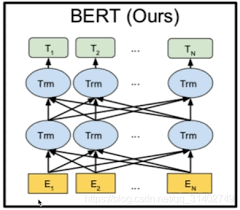 BERT (Ours)
T1 T2 ... TN
Trm Trm ... Trm
Trm Trm ... Trm
E1 E2 ... EN